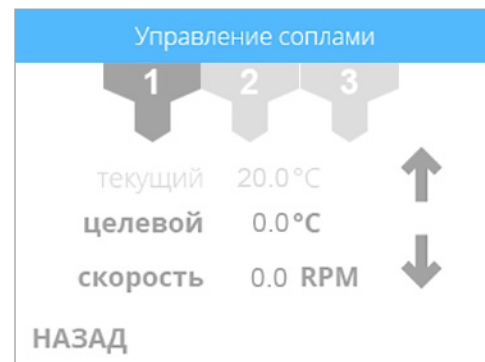 Управление соплами
1 2 3
текущий 20.0°C
целевой 0.0°C
скорость 0.0 RPM
НАЗАД